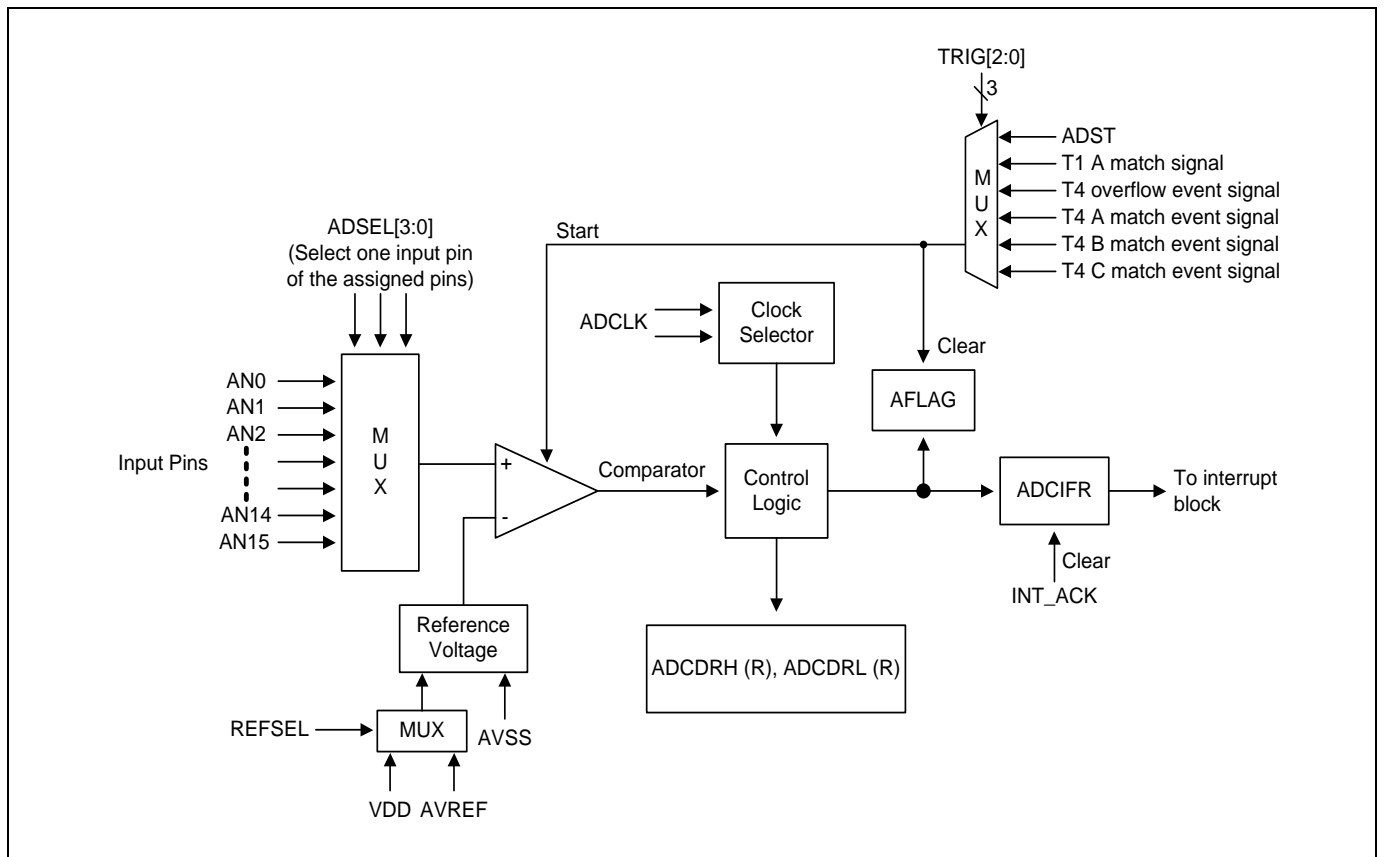 TRIG[2:0]
3
ADST
T1 A match signal
T4 overflow event signal
T4 A match event signal
T4 B match event signal
T4 C match event signal
M
U
X
ADSEL[3:0]
(Select one input pin
of the assigned pins)
Start
ADCLK
Clock
Selector
Clear
AFLAG
AN0
AN1
AN2
Input Pins
AN14
AN15
M
U
X
+
-
Comparator
Control
Logic
ADCIFR
To interrupt
block
Clear
INT_ACK
Reference
Voltage
ADCDRH (R), ADCDRL (R)
REFSEL
MUX
AVSS
VDD AVREF